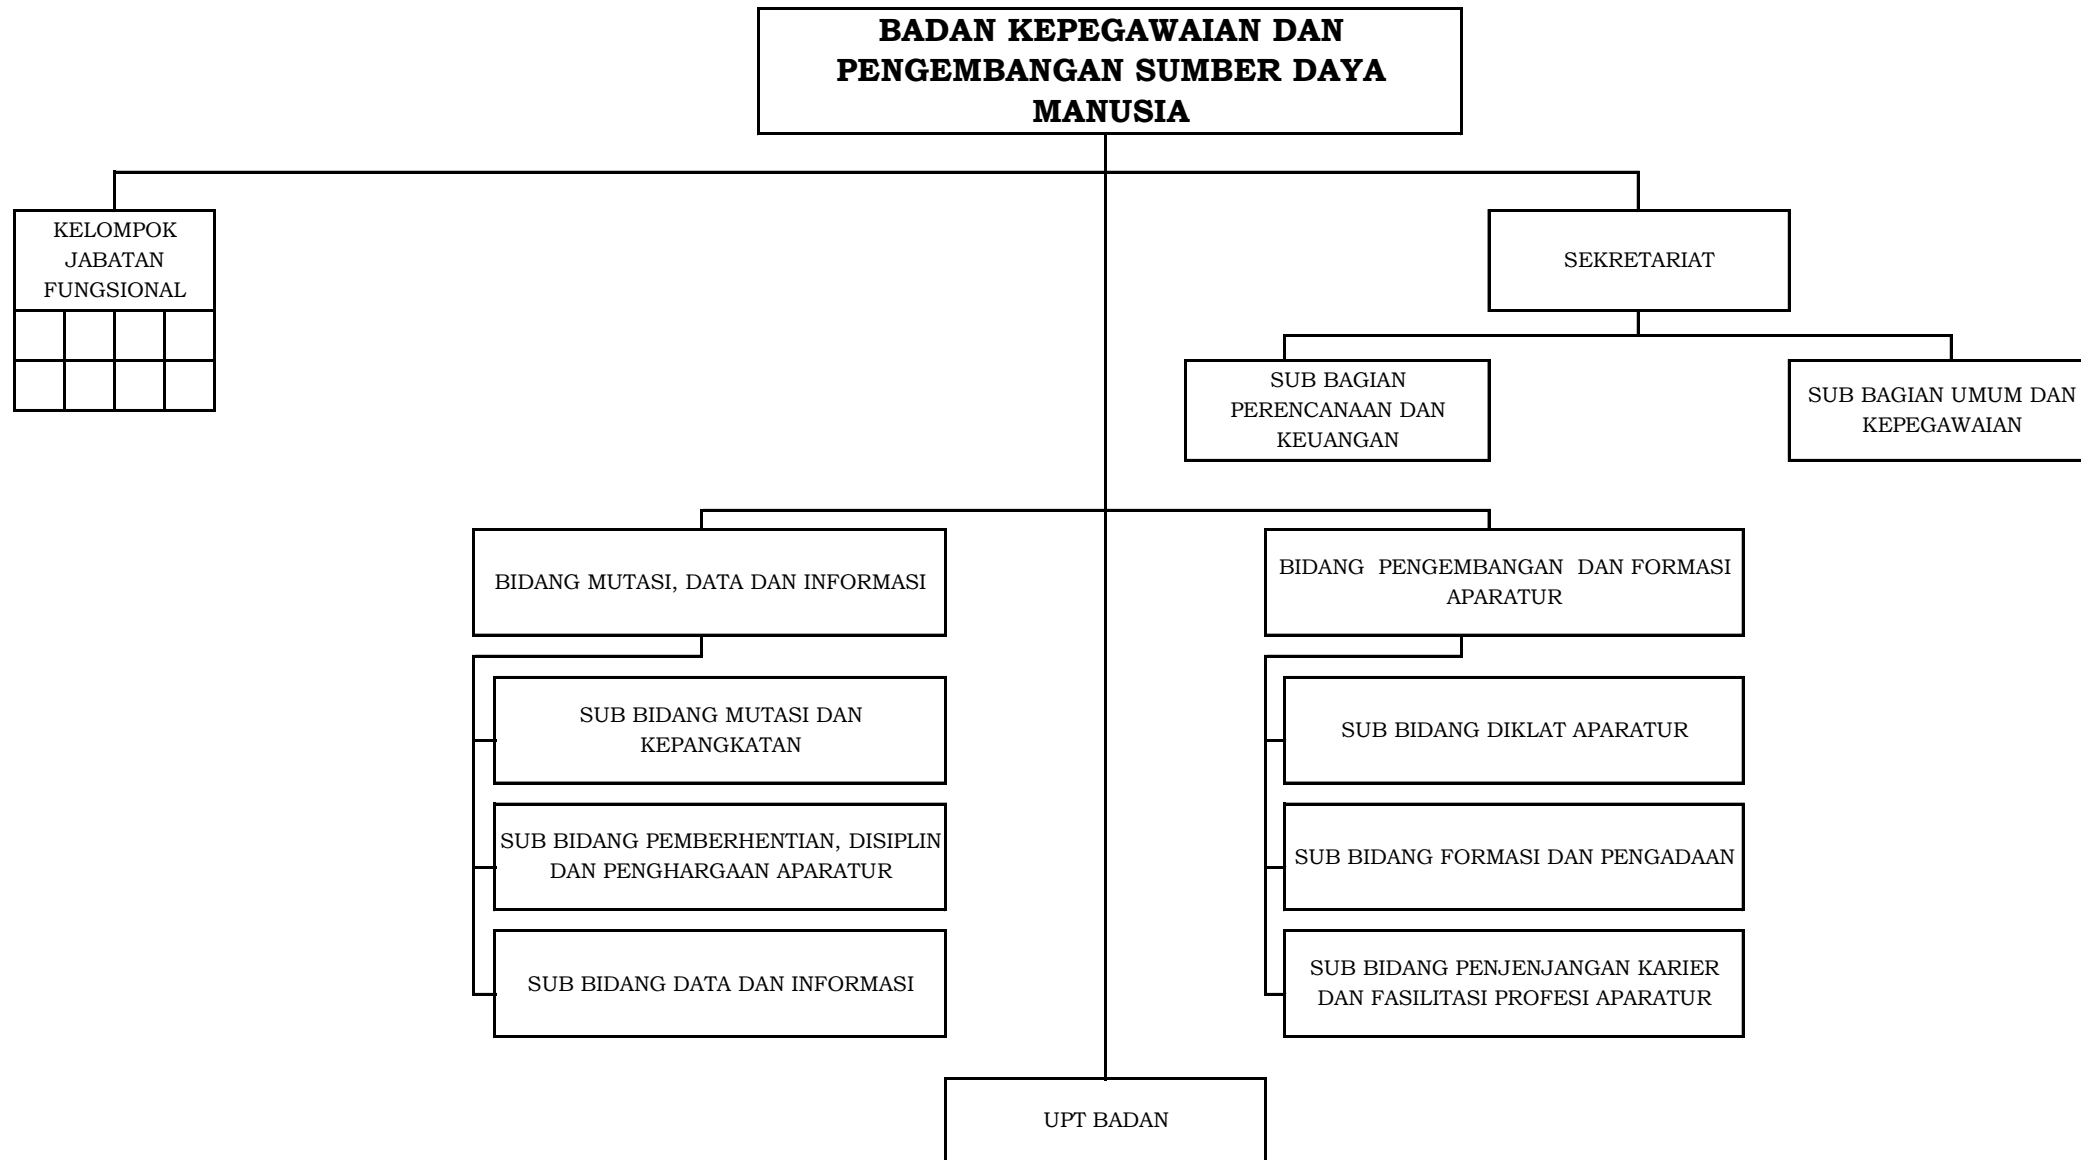 BADAN KEPEGAWAIAN DAN
PENGEMBANGAN SUMBER DAYA
MANUSIA
KELOMPOK
JABATAN
FUNGSIONAL
SEKRETARIAT
SUB BAGIAN
PERENCANAAN DAN
KEUANGAN
SUB BAGIAN UMUM DAN
KEPEGAWAIAN
BIDANG MUTASI, DATA DAN INFORMASI
BIDANG PENGEMBANGAN DAN FORMASI
APARATUR
SUB BIDANG MUTASI DAN
KEPANGKATAN
SUB BIDANG DIKLAT APARATUR
SUB BIDANG PEMBERHENTIAN, DISIPLIN
DAN PENGHARGAAN APARATUR
SUB BIDANG FORMASI DAN PENGADAAN
SUB BIDANG DATA DAN INFORMASI
SUB BIDANG PENJENJANGAN KARIER
DAN FASILITASI PROFESI APARATUR
UPT BADAN